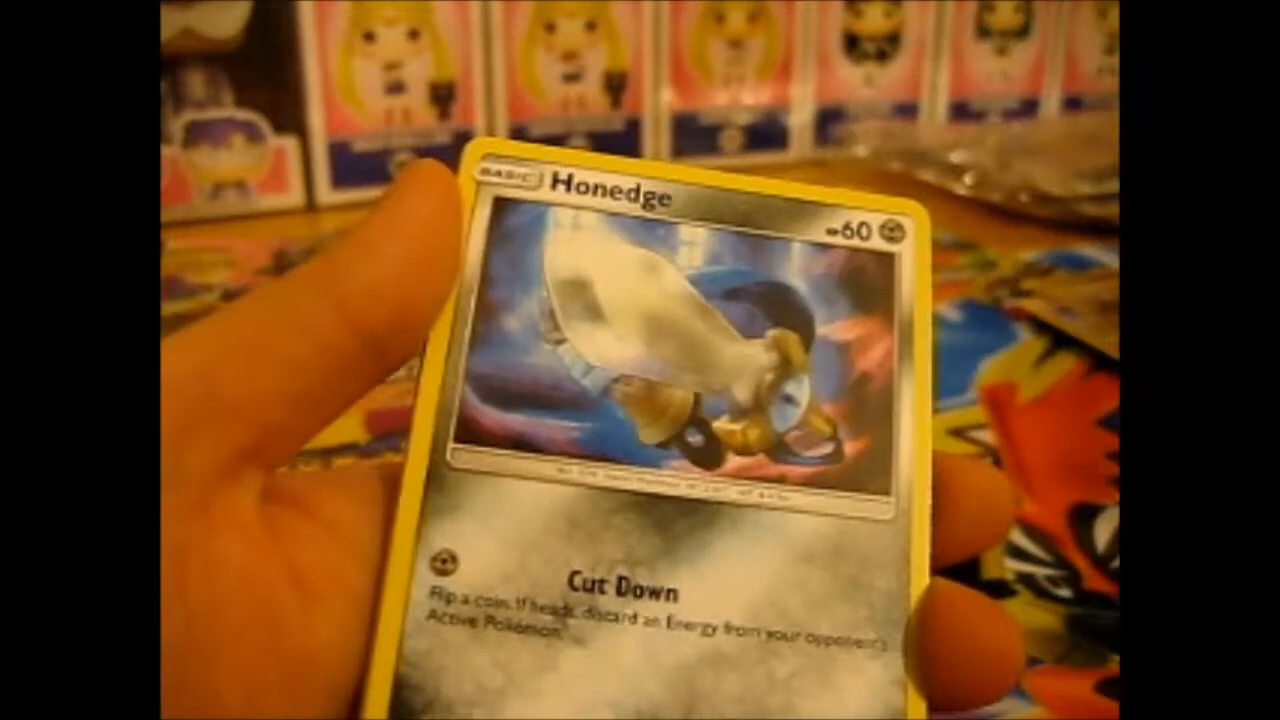 BASIC Honedge
60
Cut Down
Flip a coin. If heads, discard an Energy from your opponent's
Active Pokémon.